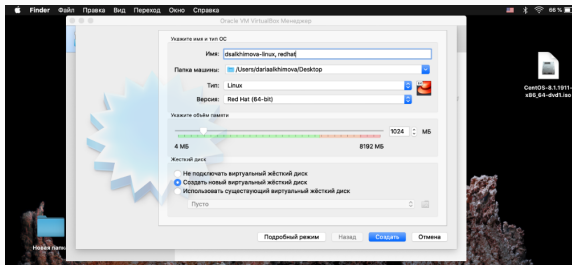 Finder Файл Правка Вид Переход Окно Справка 66 %
Oracle VM VirtualBox Менеджер
Укажите имя и тип ОС
Имя: dsalkhimova-linux, redhat
Папка машины: /Users/dariaalkhimova/Desktop
Тип: Linux
Версия: Red Hat (64-bit)
Укажите объём памяти
1024 МБ
4 МБ 8192 МБ
Жёсткий диск
Не подключать виртуальный жёсткий диск
Создать новый виртуальный жёсткий диск
Использовать существующий виртуальный жёсткий диск
Пусто
Подробный режим Назад Создать Отмена
CentOS-8.1.1911-
x86_64-dvd1.iso
Новая папка